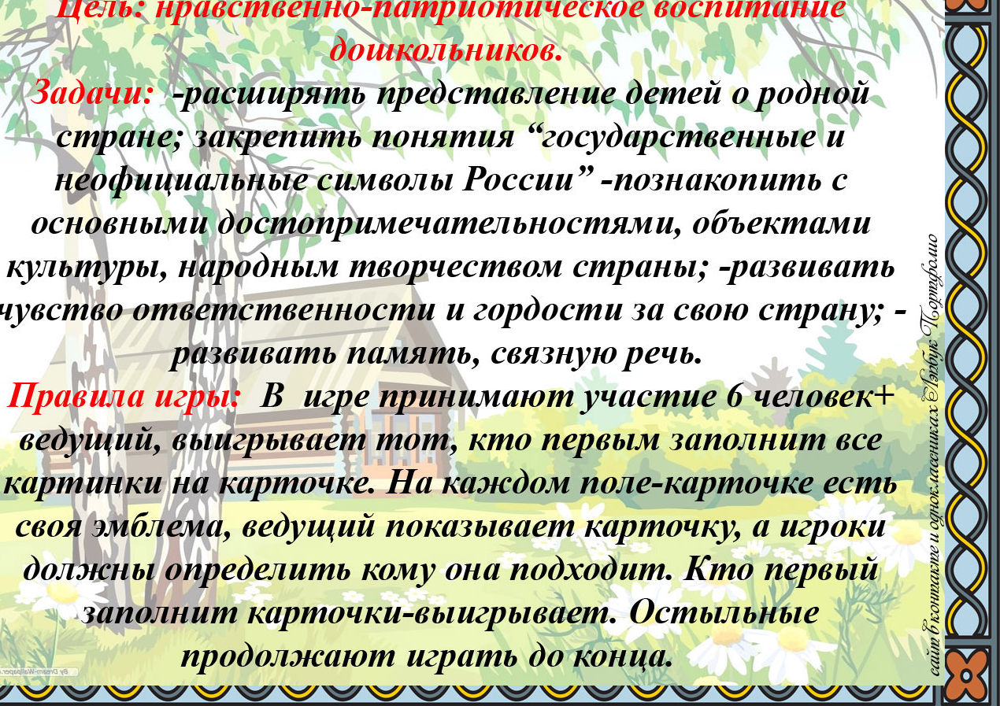 Цель: нравственно-патриотическое воспитание
дошкольников.
Задачи: -расширять представление детей о родной
стране; закрепить понятия “государственные и
неофициальные символы России” -познакопить с
основными достопримечательностями, объектами
культуры, народным творчеством страны; -развивать
чувство ответственности и гордости за свою страну; -
развивать память, связную речь.
Правила игры: В игре принимают участие 6 человек+
ведущий, выигрывает тот, кто первым заполнит все
картинки на карточке. На каждом поле-карточке есть
своя эмблема, ведущий показывает карточку, а игроки
должны определить кому она подходит. Кто первый
заполнит карточки-выигрывает. Остыльные
продолжают играть до конца.
сайт в контакте и одноклассниках Лэпбук Портфолио
By Dream-Wallpaper.